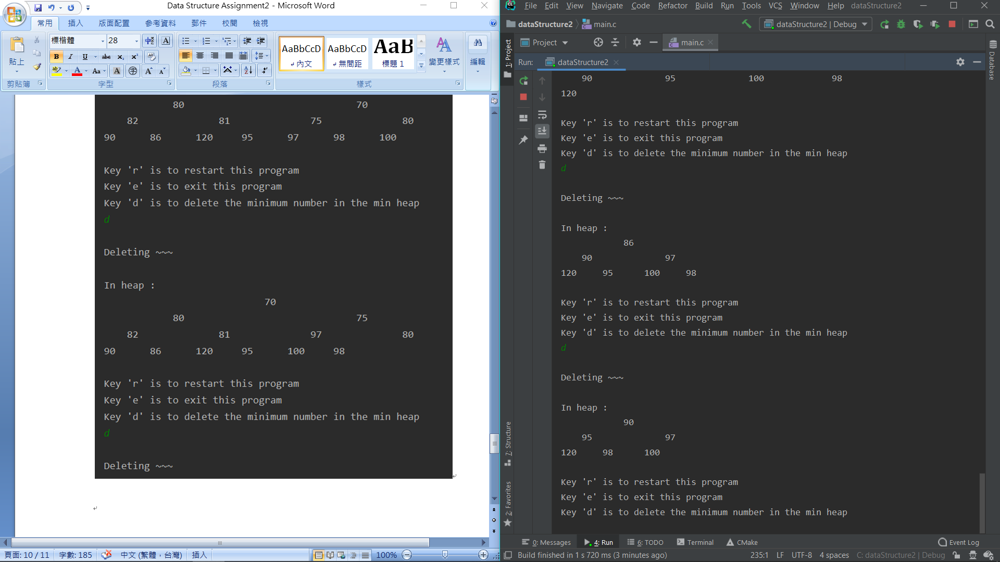 Data Structure Assignment2 - Microsoft Word
常用 插入 版面配置 參考資料 郵件 校閱 檢視
標楷體 28
貼上
AaBbCcD AaBbCcD AaB
內文 無間距 標題 1
變更樣式 編輯
剪貼簿 字型 段落 樣式
80 70
82 81 75 80
90 86 120 95 97 98 100
Key 'r' is to restart this program
Key 'e' is to exit this program
Key 'd' is to delete the minimum number in the min heap
d
Deleting ~~~
In heap :
70
80 75
82 81 97 80
90 86 120 95 100 98
Key 'r' is to restart this program
Key 'e' is to exit this program
Key 'd' is to delete the minimum number in the min heap
d
Deleting ~~~
頁面: 10 / 11 字數: 185 中文 (繁體，台灣) 插入 100%
File Edit View Navigate Code Refactor Build Run Tools VCS Window Help dataStructure2
dataStructure2 main.c dataStructure2 | Debug
Project main.c
Run: dataStructure2
1: Project
7: Structure
2: Favorites
Database
90 95 100 98
120
Key 'r' is to restart this program
Key 'e' is to exit this program
Key 'd' is to delete the minimum number in the min heap
d
Deleting ~~~
In heap :
86
90 97
120 95 100 98
Key 'r' is to restart this program
Key 'e' is to exit this program
Key 'd' is to delete the minimum number in the min heap
d
Deleting ~~~
In heap :
90
95 97
120 98 100
Key 'r' is to restart this program
Key 'e' is to exit this program
Key 'd' is to delete the minimum number in the min heap
0: Messages 4: Run 6: TODO Terminal CMake Event Log
Build finished in 1 s 720 ms (3 minutes ago) 235:1 LF UTF-8 4 spaces C: dataStructure2 | Debug